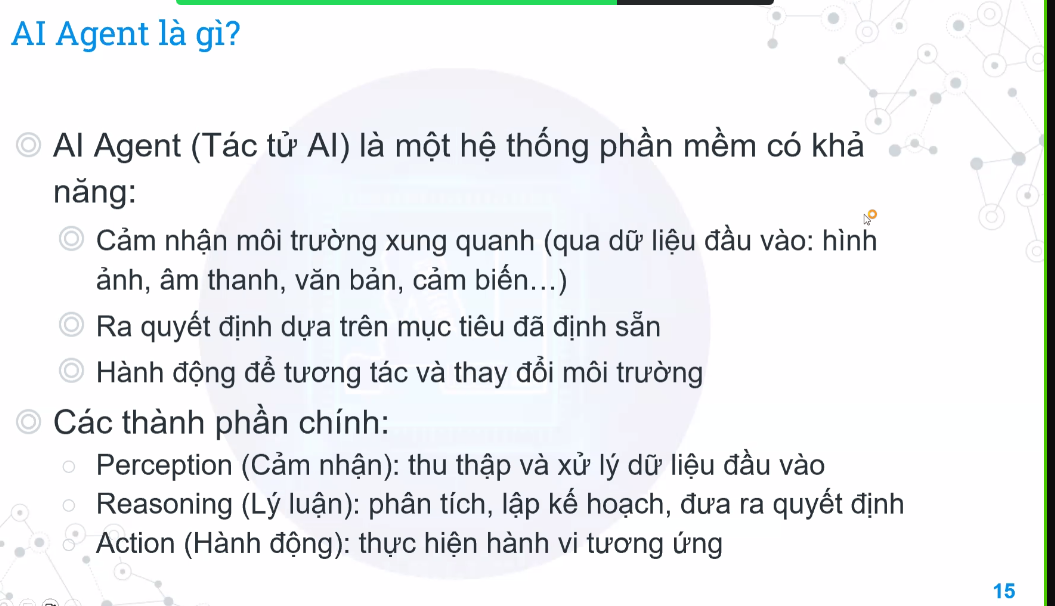 AI Agent là gì?
AI Agent (Tác tử AI) là một hệ thống phần mềm có khả
năng:
Cảm nhận môi trường xung quanh (qua dữ liệu đầu vào: hình
ảnh, âm thanh, văn bản, cảm biến...)
Ra quyết định dựa trên mục tiêu đã định sẵn
Hành động để tương tác và thay đổi môi trường
Các thành phần chính:
Perception (Cảm nhận): thu thập và xử lý dữ liệu đầu vào
Reasoning (Lý luận): phân tích, lập kế hoạch, đưa ra quyết định
Action (Hành động): thực hiện hành vi tương ứng
15